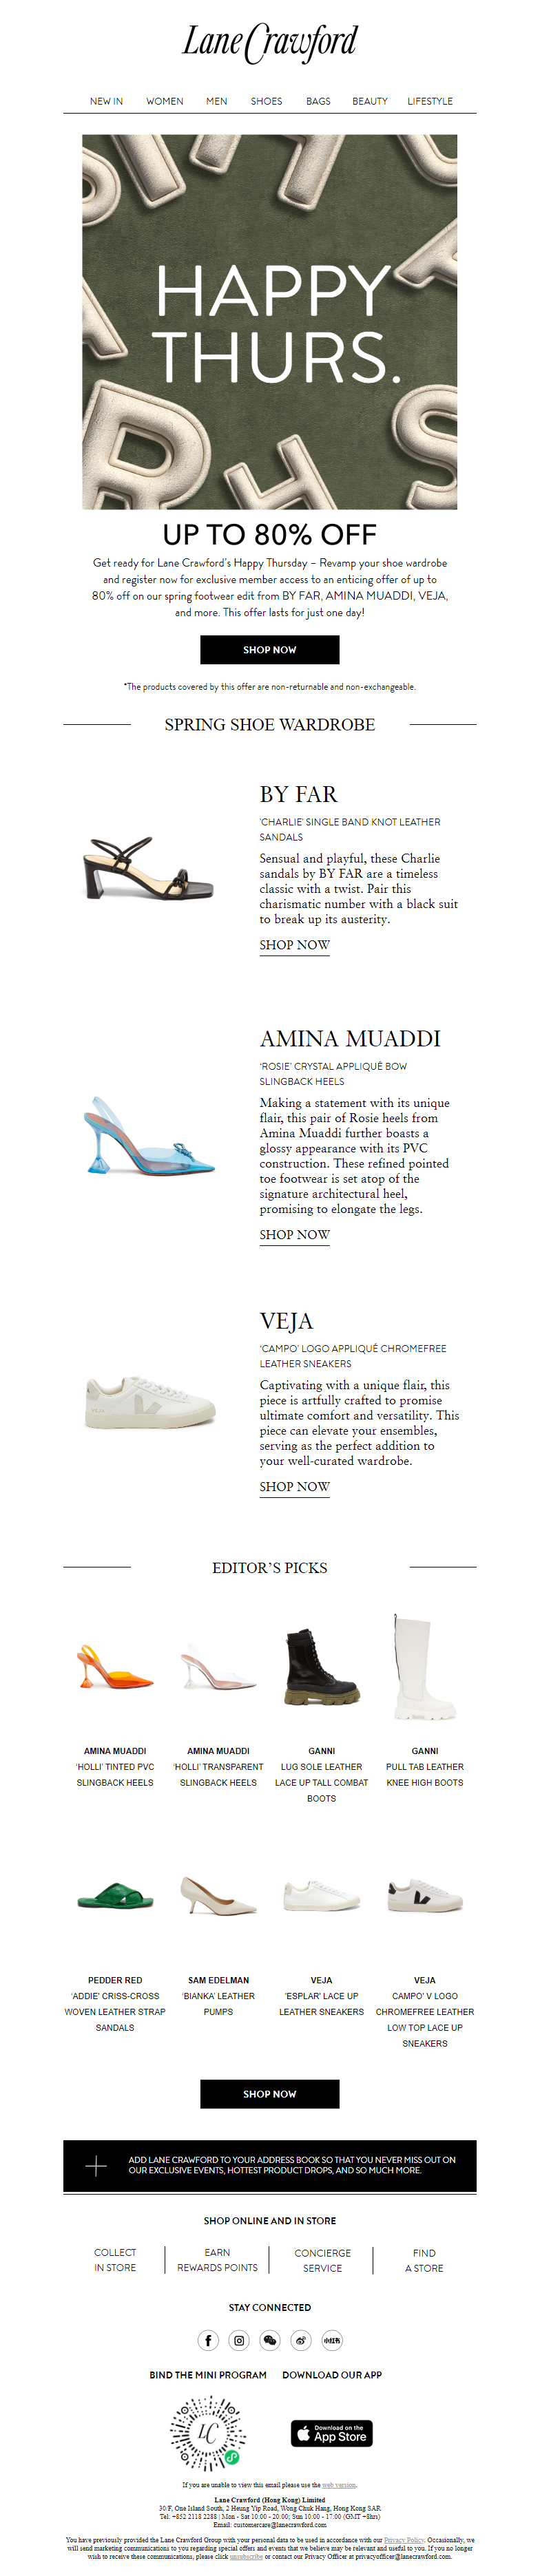 Lane Crawford
NEW IN WOMEN MEN SHOES BAGS BEAUTY LIFESTYLE
HAPPY
THURS.
UP TO 80% OFF
Get ready for Lane Crawford's Happy Thursday – Revamp your shoe wardrobe
and register now for exclusive member access to an enticing offer of up to
80% off on our spring footwear edit from BY FAR, AMINA MUADDI, VEJA,
and more. This offer lasts for just one day!
SHOP NOW
*The products covered by this offer are non-returnable and non-exchangeable.
SPRING SHOE WARDROBE
BY FAR
'CHARLIE' SINGLE BAND KNOT LEATHER
SANDALS
Sensual and playful, these Charlie
sandals by BY FAR are a timeless
classic with a twist. Pair this
charismatic number with a black suit
to break up its austerity.
SHOP NOW
AMINA MUADDI
'ROSIE' CRYSTAL APPLIQUÉ BOW
SLINGBACK HEELS
Making a statement with its unique
flair, this pair of Rosie heels from
Amina Muaddi further boasts a
glossy appearance with its PVC
construction. These refined pointed
toe footwear is set atop of the
signature architectural heel,
promising to elongate the legs.
SHOP NOW
VEJA
'CAMPO' LOGO APPLIQUÉ CHROMEFREE
LEATHER SNEAKERS
Captivating with a unique flair, this
piece is artfully crafted to promise
ultimate comfort and versatility. This
piece can elevate your ensembles,
serving as the perfect addition to
your well-curated wardrobe.
SHOP NOW
EDITOR'S PICKS
AMINA MUADDI
'HOLLI' TINTED PVC
SLINGBACK HEELS
AMINA MUADDI
'HOLLI' TRANSPARENT
SLINGBACK HEELS
GANNI
LUG SOLE LEATHER
LACE UP TALL COMBAT
BOOTS
GANNI
PULL TAB LEATHER
KNEE HIGH BOOTS
PEDDER RED
'ADDIE' CRISS-CROSS
WOVEN LEATHER STRAP
SANDALS
SAM EDELMAN
'BIANKA' LEATHER
PUMPS
VEJA
'ESPLAR' LACE UP
LEATHER SNEAKERS
VEJA
CAMPO' V LOGO
CHROMEFREE LEATHER
LOW TOP LACE UP
SNEAKERS
SHOP NOW
ADD LANE CRAWFORD TO YOUR ADDRESS BOOK SO THAT YOU NEVER MISS OUT ON
OUR EXCLUSIVE EVENTS, HOTTEST PRODUCT DROPS, AND SO MUCH MORE.
SHOP ONLINE AND IN STORE
COLLECT
IN STORE
EARN
REWARDS POINTS
CONCIERGE
SERVICE
FIND
A STORE
STAY CONNECTED
小红书
BIND THE MINI PROGRAM DOWNLOAD OUR APP
LC
Download on the
App Store
If you are unable to view this email please use the web version.
Lane Crawford (Hong Kong) Limited
30/F, One Island South, 2 Heung Yip Road, Wong Chuk Hang, Hong Kong SAR
Tel: +852 2118 2288 | Mon - Sat 10:00 - 20:00; Sun 10:00 - 17:00 (GMT +8hrs)
Email: customercare@lanecrawford.com
You have previously provided the Lane Crawford Group with your personal data to be used in accordance with our Privacy Policy. Occasionally, we
will send marketing communications to you regarding special offers and events that we believe may be relevant and useful to you. If you no longer
wish to receive these communications, please click unsubscribe or contact our Privacy Officer at privacyofficer@lanecrawford.com.